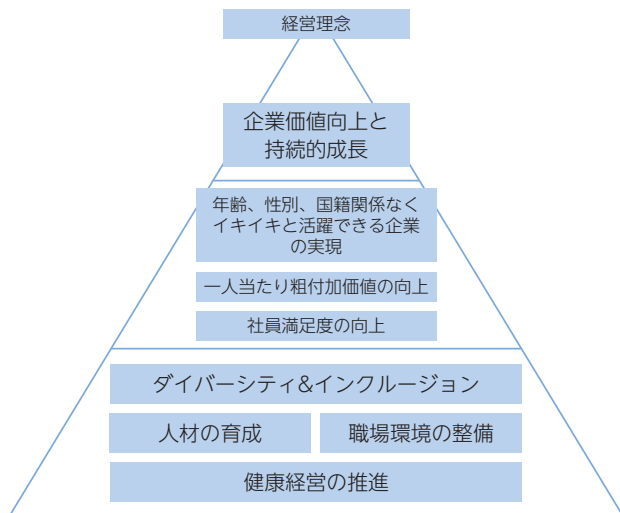 経営理念
企業価値向上と
持続的成長
年齢、性別、国籍関係なく
イキイキと活躍できる企業
の実現
一人当たり粗付加価値の向上
社員満足度の向上
ダイバーシティ&インクルージョン
人材の育成
職場環境の整備
健康経営の推進